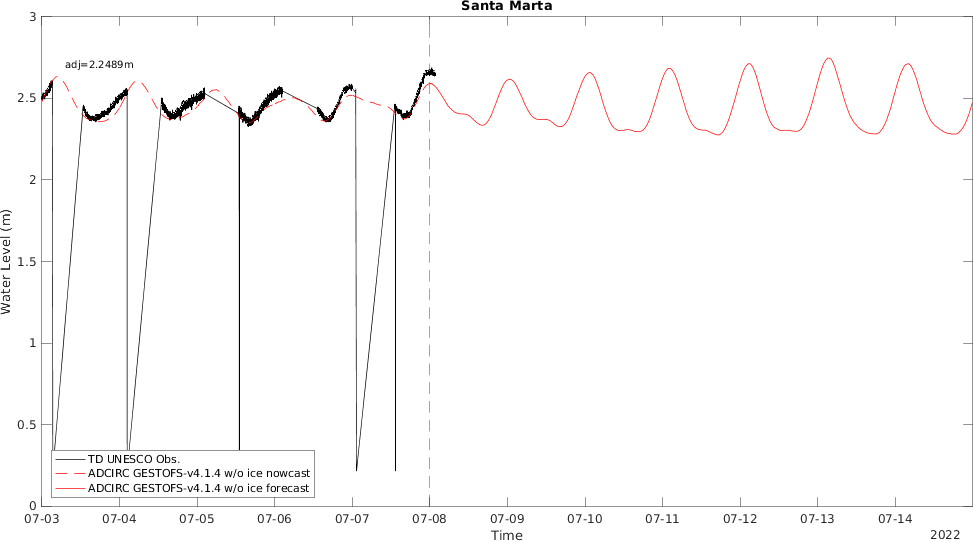 Santa Marta
adj=2.2489m
3
2.5
2
1.5
1
0.5
0
Water Level (m)
TD UNESCO Obs.
ADCIRC GESTOFS-v4.1.4 w/o ice nowcast
ADCIRC GESTOFS-v4.1.4 w/o ice forecast
07-03 07-04 07-05 07-06 07-07 07-08 07-09 07-10 07-11 07-12 07-13 07-14
Time
2022